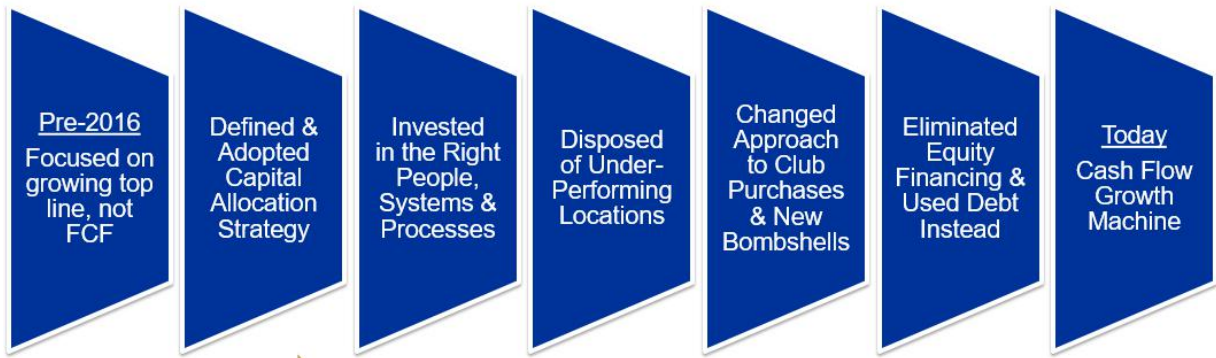 Pre-2016
Focused on
growing top
line, not
FCF
Defined &
Adopted
Capital
Allocation
Strategy
Invested
in the Right
People,
Systems &
Processes
Disposed
of Under-
Performing
Locations
Changed
Approach
to Club
Purchases
& New
Bombshells
Eliminated
Equity
Financing &
Used Debt
Instead
Today
Cash Flow
Growth
Machine